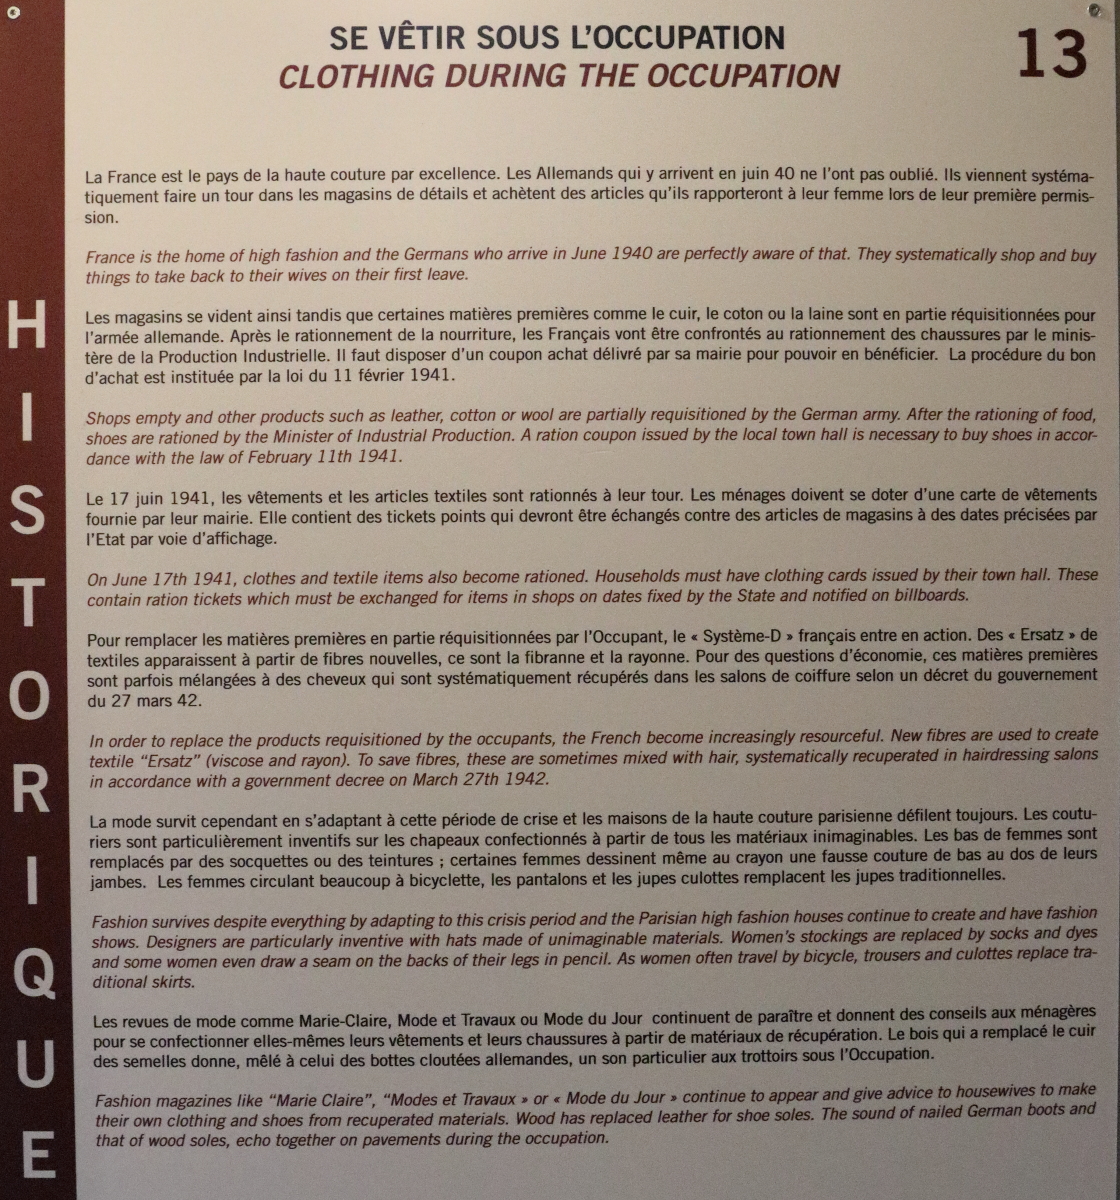 SE VÊTIR SOUS L'OCCUPATION
CLOTHING DURING THE OCCUPATION
13
HISTORIQUE
La France est le pays de la haute couture par excellence. Les Allemands qui y arrivent en juin 40 ne l'ont pas oublié. Ils viennent systéma-
tiquement faire un tour dans les magasins de détails et achètent des articles qu'ils rapporteront à leur femme lors de leur première permis-
sion.
France is the home of high fashion and the Germans who arrive in June 1940 are perfectly aware of that. They systematically shop and buy
things to take back to their wives on their first leave.
Les magasins se vident ainsi tandis que certaines matières premières comme le cuir, le coton ou la laine sont en partie réquisitionnées pour
l'armée allemande. Après le rationnement de la nourriture, les Français vont être confrontés au rationnement des chaussures par le minis-
tère de la Production Industrielle. Il faut disposer d'un coupon achat délivré par sa mairie pour pouvoir en bénéficier. La procédure du bon
d'achat est instituée par la loi du 11 février 1941.
Shops empty and other products such as leather, cotton or wool are partially requisitioned by the German army. After the rationing of food,
shoes are rationed by the Minister of Industrial Production. A ration coupon issued by the local town hall is necessary to buy shoes in accor-
dance with the law of February 11th 1941.
Le 17 juin 1941, les vêtements et les articles textiles sont rationnés à leur tour. Les ménages doivent se doter d'une carte de vêtements
fournie par leur mairie. Elle contient des tickets points qui devront être échangés contre des articles de magasins à des dates précisées par
l'Etat par voie d'affichage.
On June 17th 1941, clothes and textile items also become rationed. Households must have clothing cards issued by their town hall. These
contain ration tickets which must be exchanged for items in shops on dates fixed by the State and notified on billboards.
Pour remplacer les matières premières en partie réquisitionnées par l'Occupant, le « Système-D » français entre en action. Des « Ersatz » de
textiles apparaissent à partir de fibres nouvelles, ce sont la fibranne et la rayonne. Pour des questions d'économie, ces matières premières
sont parfois mélangées à des cheveux qui sont systématiquement récupérés dans les salons de coiffure selon un décret du gouvernement
du 27 mars 42.
In order to replace the products requisitioned by the occupants, the French become increasingly resourceful. New fibres are used to create
textile "Ersatz" (viscose and rayon). To save fibres, these are sometimes mixed with hair, systematically recuperated in hairdressing salons
in accordance with a government decree on March 27th 1942.
La mode survit cependant en s'adaptant à cette période de crise et les maisons de la haute couture parisienne défilent toujours. Les coutu-
riers sont particulièrement inventifs sur les chapeaux confectionnés à partir de tous les matériaux inimaginables. Les bas de femmes sont
remplacés par des socquettes ou des teintures ; certaines femmes dessinent même au crayon une fausse couture de bas au dos de leurs
jambes. Les femmes circulant beaucoup à bicyclette, les pantalons et les jupes culottes remplacent les jupes traditionnelles.
Fashion survives despite everything by adapting to this crisis period and the Parisian high fashion houses continue to create and have fashion
shows. Designers are particularly inventive with hats made of unimaginable materials. Women's stockings are replaced by socks and dyes
and some women even draw a seam on the backs of their legs in pencil. As women often travel by bicycle, trousers and culottes replace tra-
ditional skirts.
Les revues de mode comme Marie-Claire, Mode et Travaux ou Mode du Jour continuent de paraître et donnent des conseils aux ménagères
pour se confectionner elles-mêmes leurs vêtements et leurs chaussures à partir de matériaux de récupération. Le bois qui a remplacé le cuir
des semelles donne, mêlé à celui des bottes cloutées allemandes, un son particulier aux trottoirs sous l'Occupation.
Fashion magazines like "Marie Claire", "Modes et Travaux » or « Mode du Jour » continue to appear and give advice to housewives to make
their own clothing and shoes from recuperated materials. Wood has replaced leather for shoe soles. The sound of nailed German boots and
that of wood soles, echo together on pavements during the occupation.